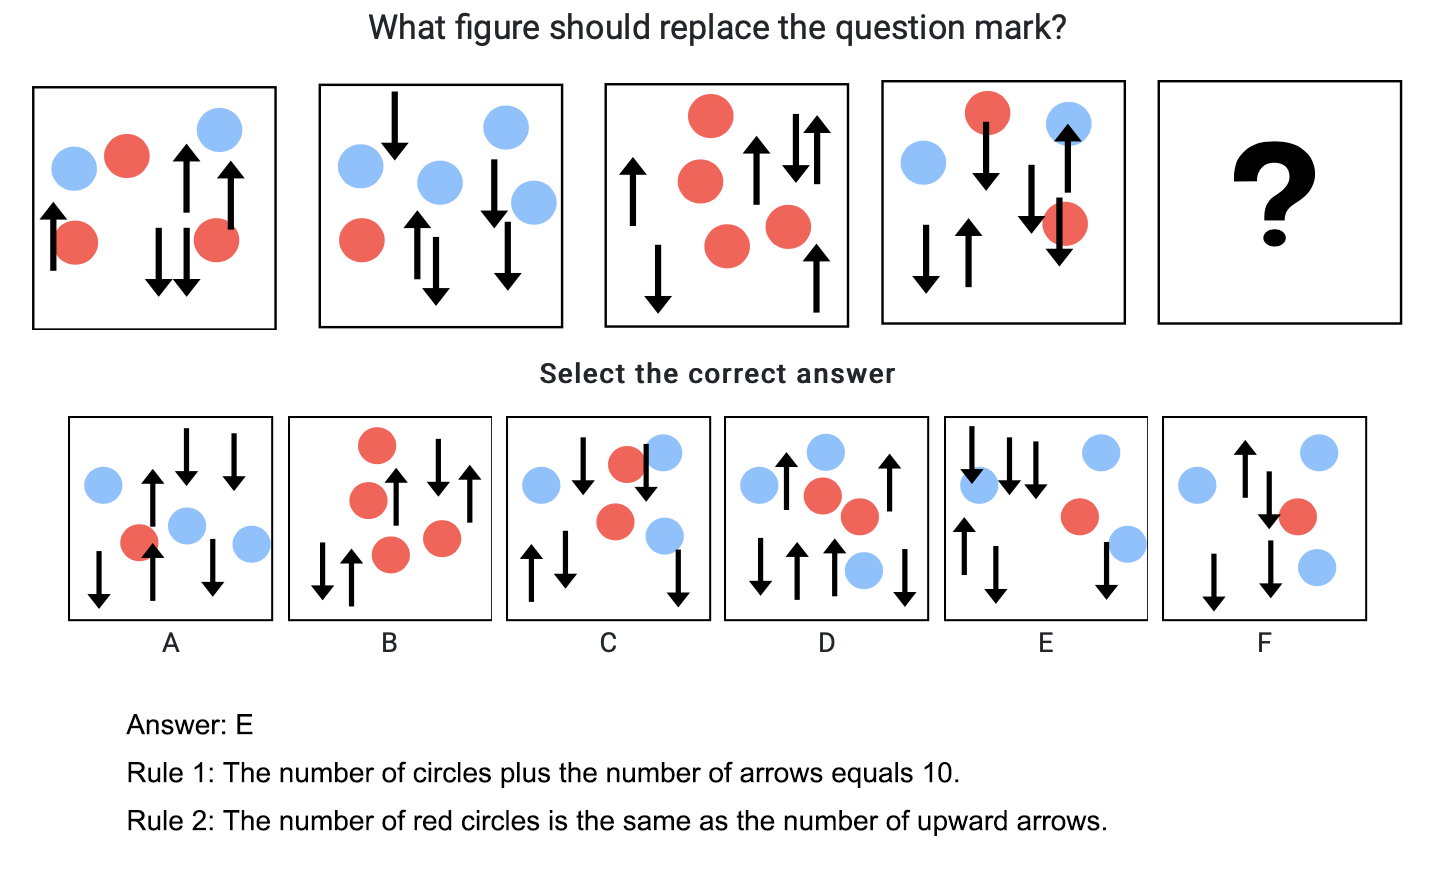 What figure should replace the question mark?
?
Select the correct answer
A B C D E F
Answer: E
Rule 1: The number of circles plus the number of arrows equals 10.
Rule 2: The number of red circles is the same as the number of upward arrows.